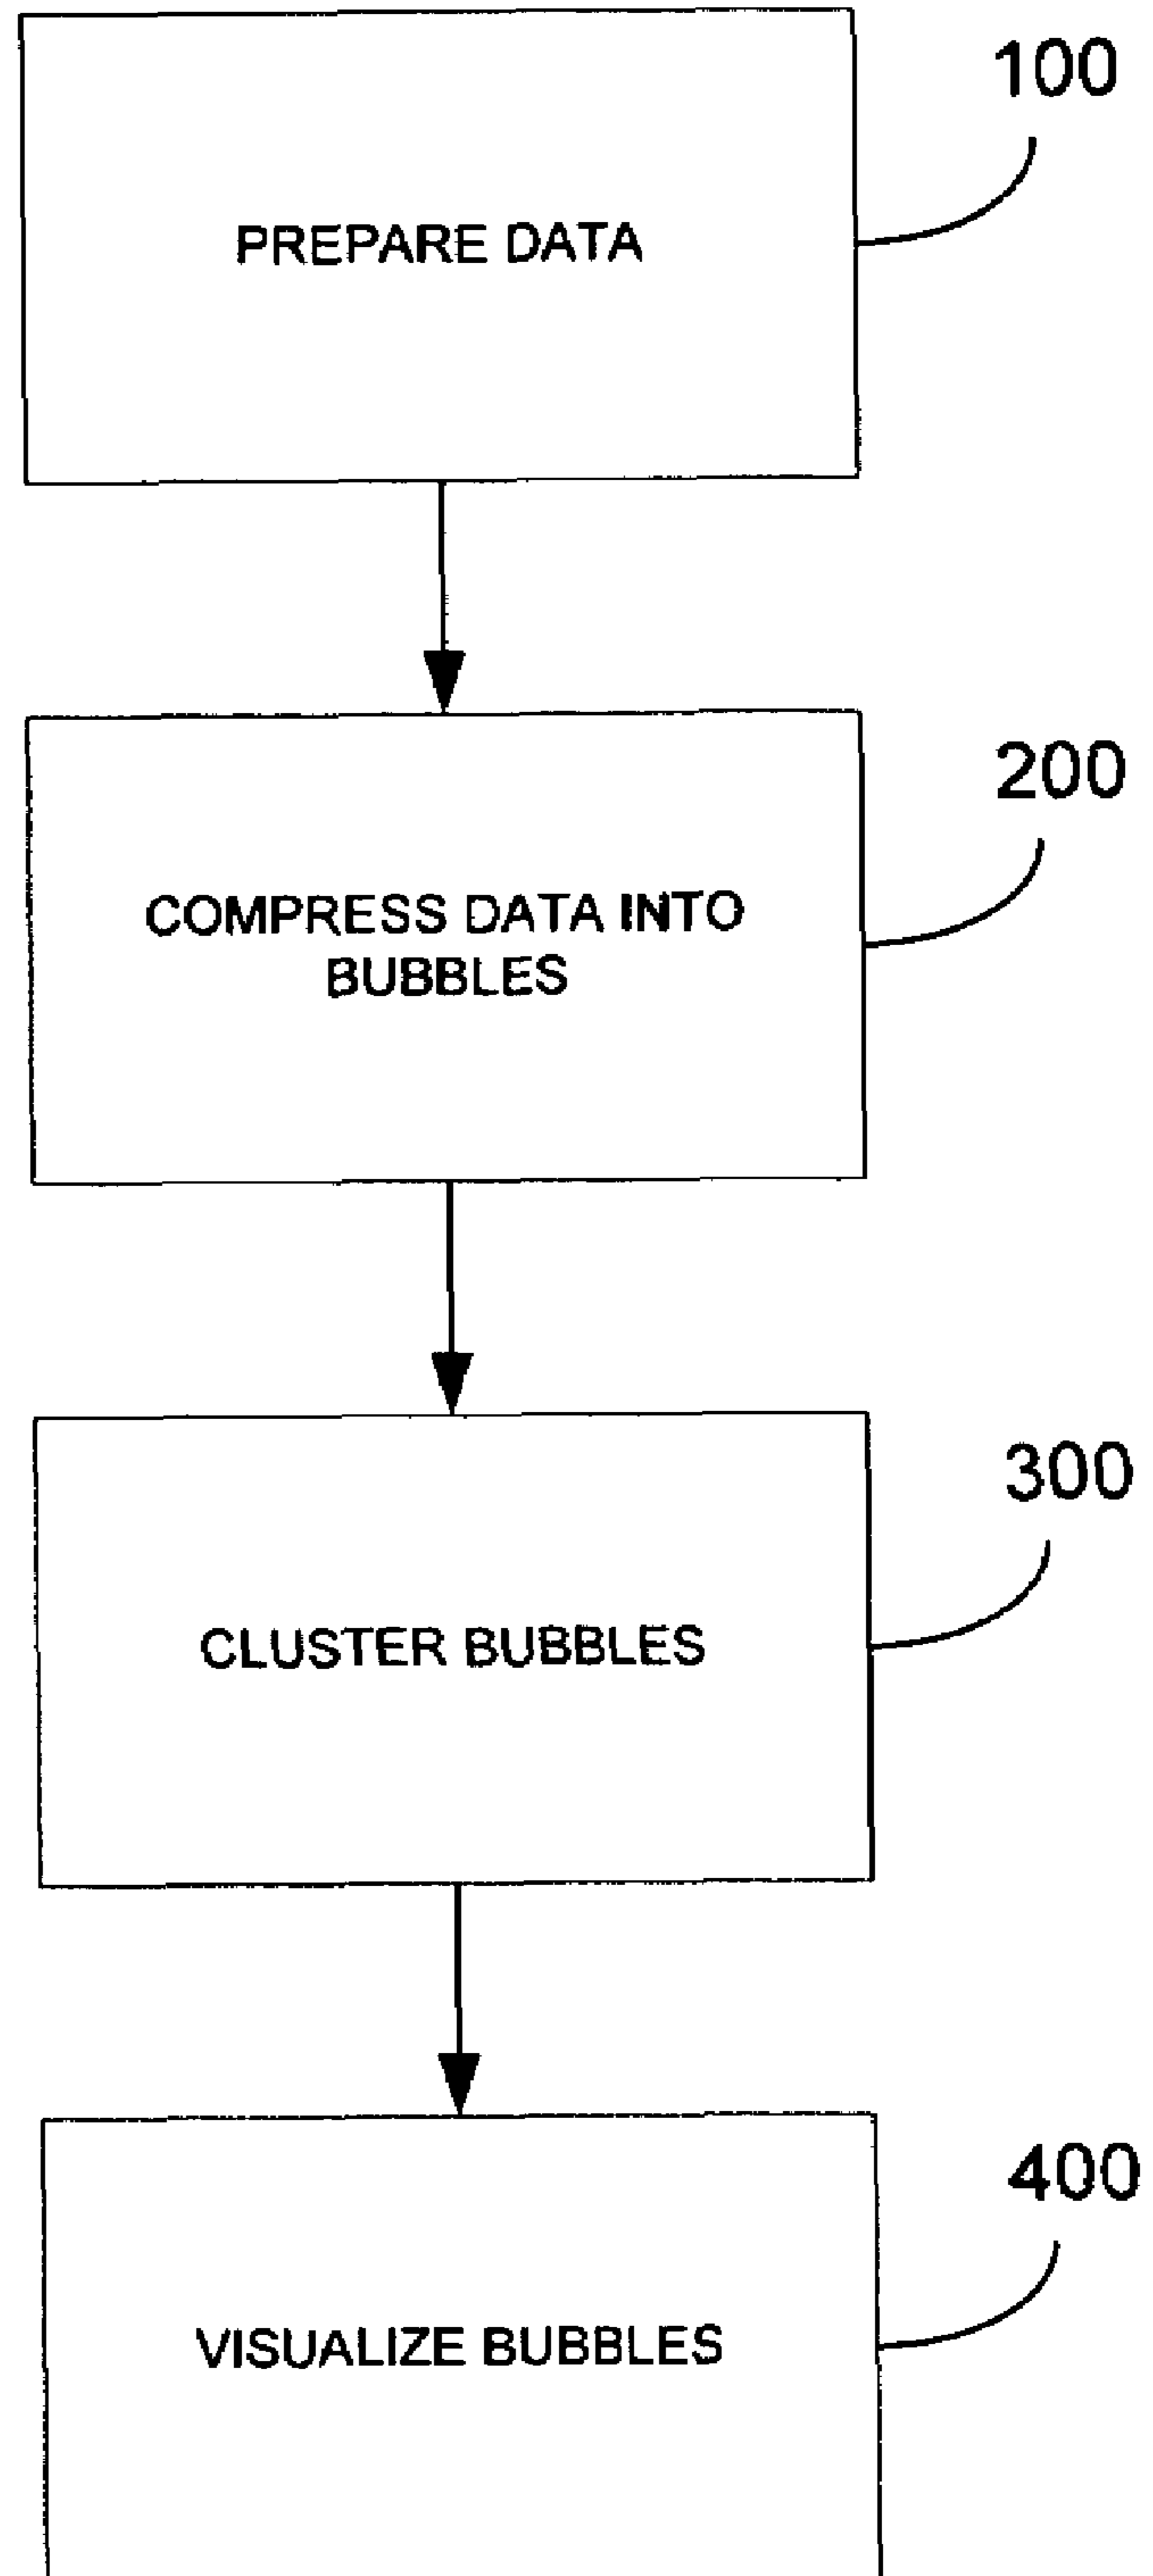 100
PREPARE DATA
200
COMPRESS DATA INTO
BUBBLES
300
CLUSTER BUBBLES
400
VISUALIZE BUBBLES